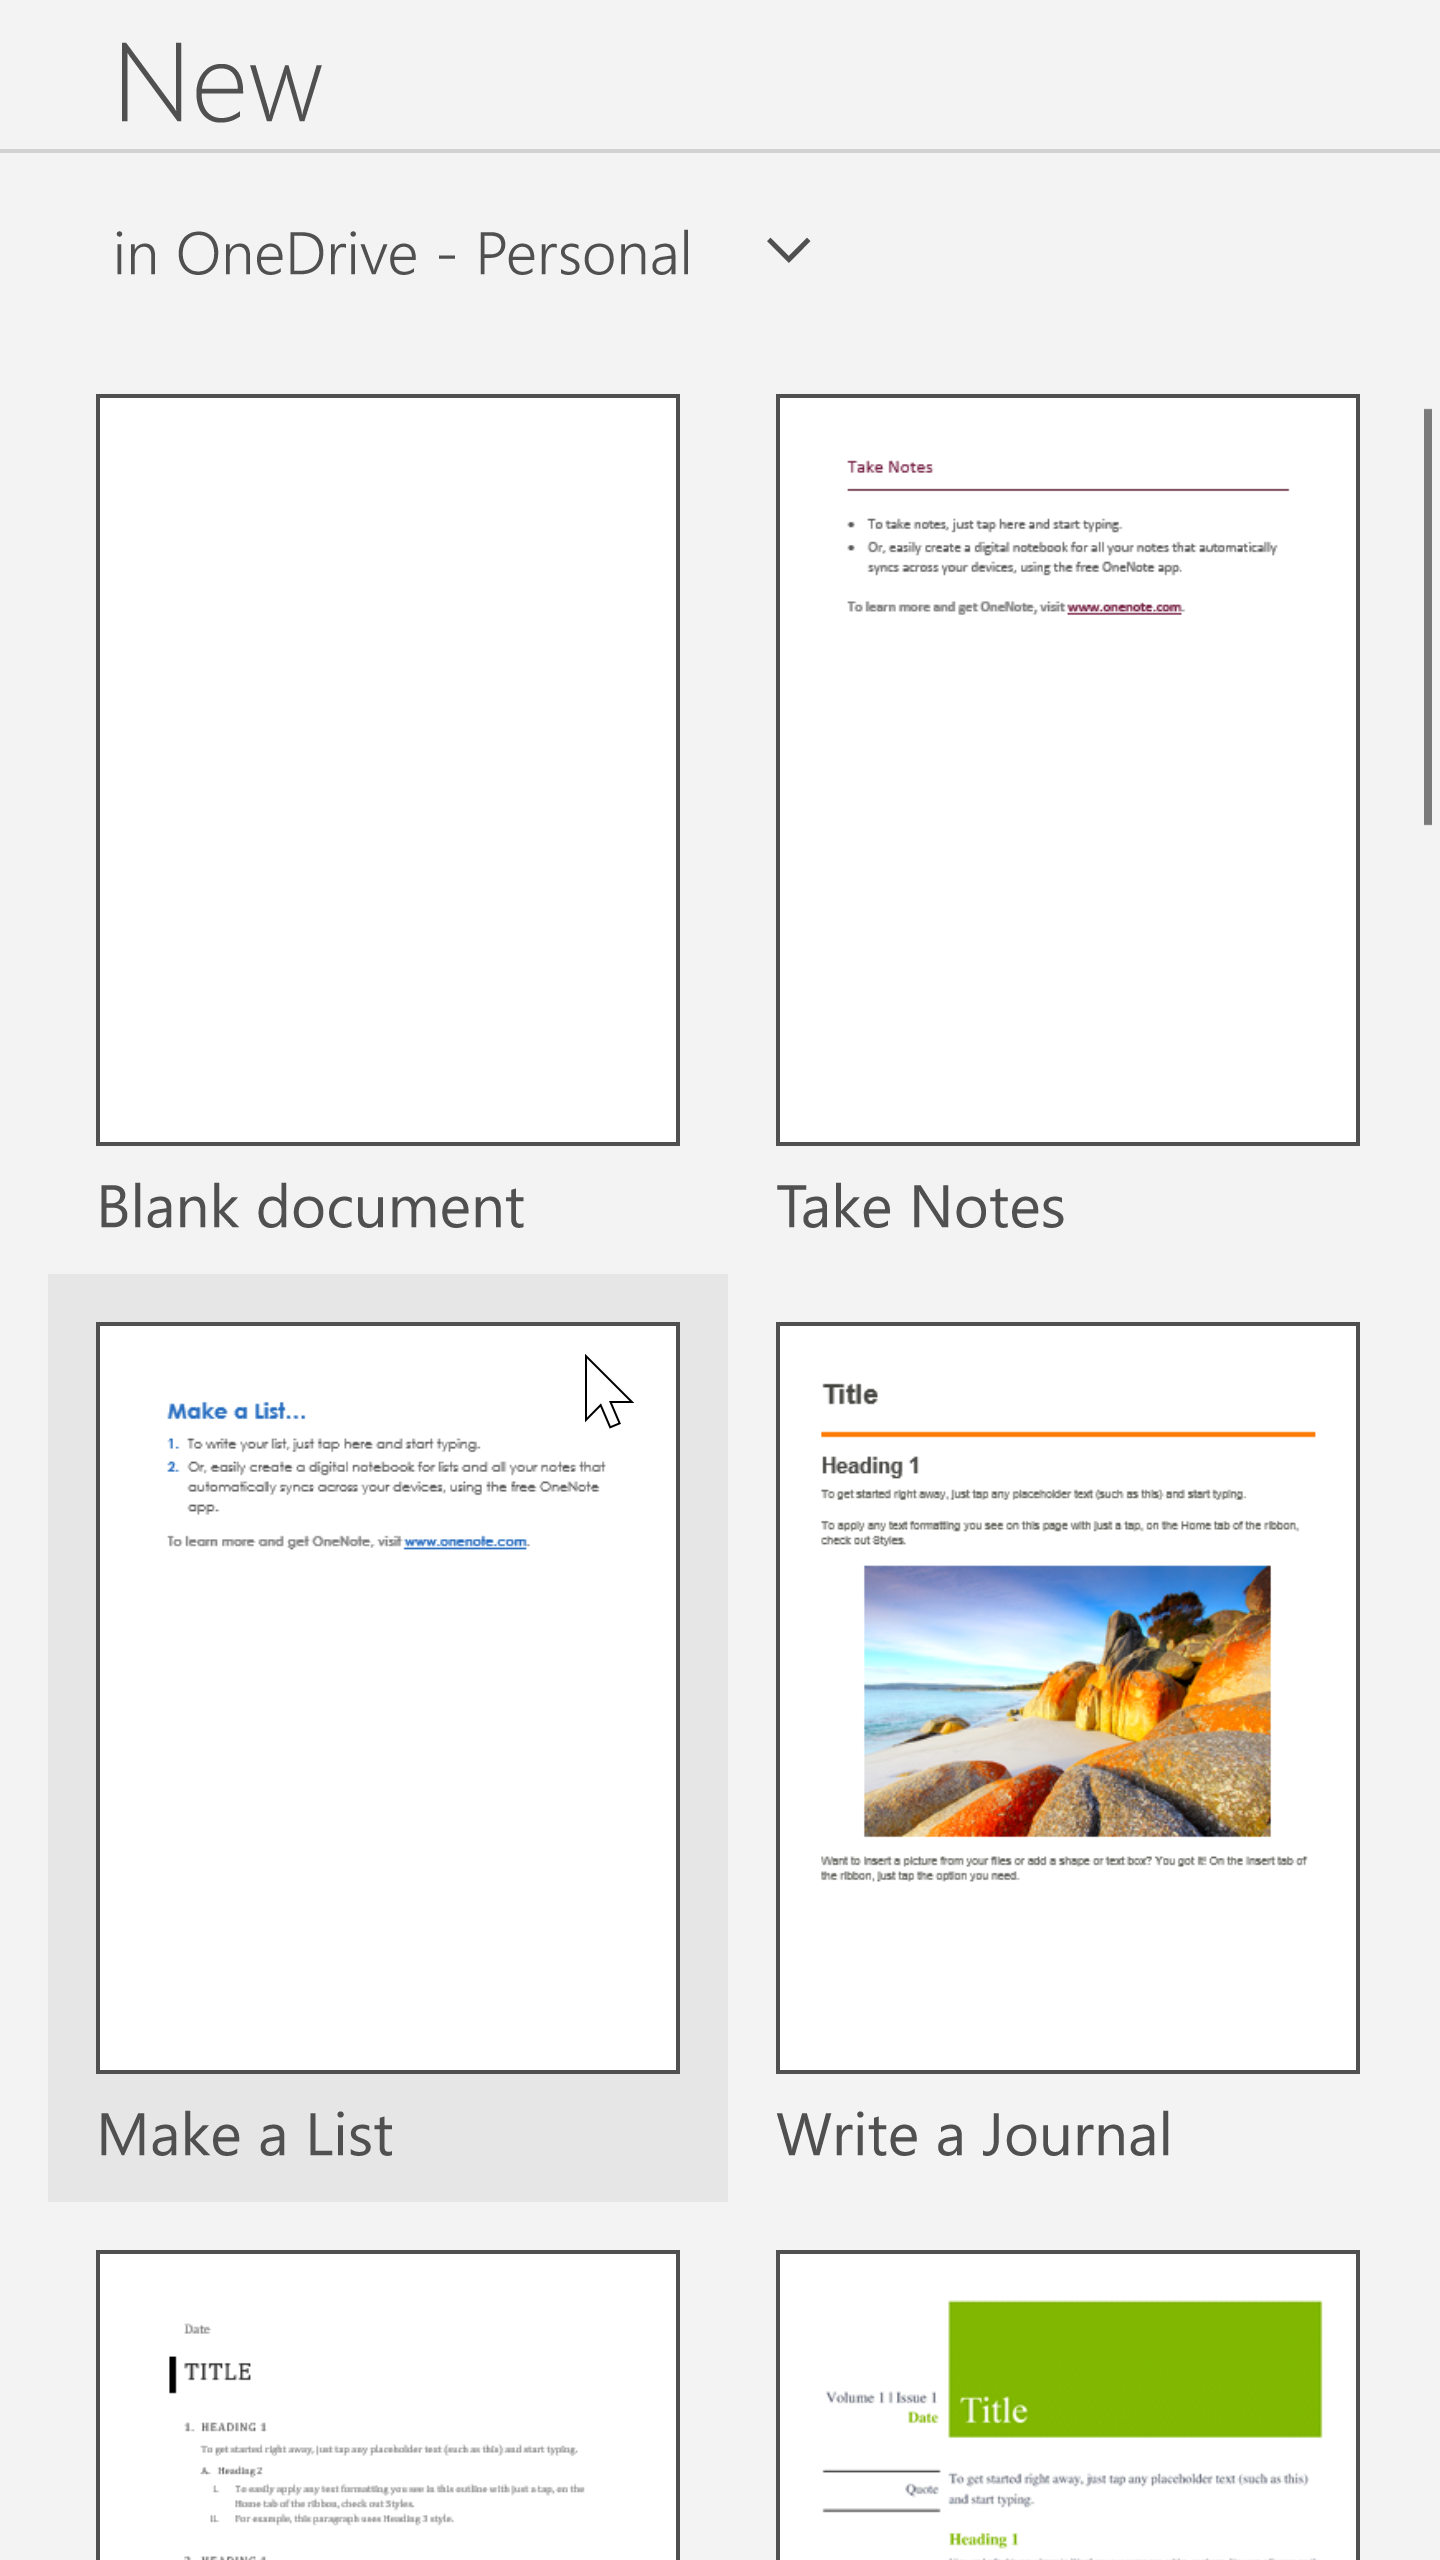 New
in OneDrive - Personal
Take Notes
• To take notes, just tap here and start typing.
• Or, easily create a digital notebook for all your notes that automatically
syncs across your devices, using the free OneNote app.
To learn more and get OneNote, visit www.onenote.com.
Blank document
Take Notes
Make a List...
1. To write your list, just tap here and start typing.
2. Or, easily create a digital notebook for lists and all your notes that
automatically syncs across your devices, using the free OneNote
app.
To learn more and get OneNote, visit www.onenote.com.
Title
Heading 1
To get started right away, just tap any placeholder text (such as this) and start typing.
To apply any text formatting you see on this page with just a tap, on the Home tab of the ribbon,
check out Styles.
Want to insert a picture from your files or add a shape or text box? You got it! On the Insert tab of
the ribbon, just tap the option you need.
Make a List
Write a Journal
Date
TITLE
1. HEADING 1
To get started right away, just tap any placeholder text (such as this) and start typing.
A. Heading 2
I. To easily apply any text formatting you see in this outline with just a tap, on the
Home tab of the ribbon, check out Styles.
II. For example, this paragraph uses Heading 3 style.
Volume 1 | Issue 1
Date
Title
Quote
To get started right away, just tap any placeholder text (such as this)
and start typing.
Heading 1